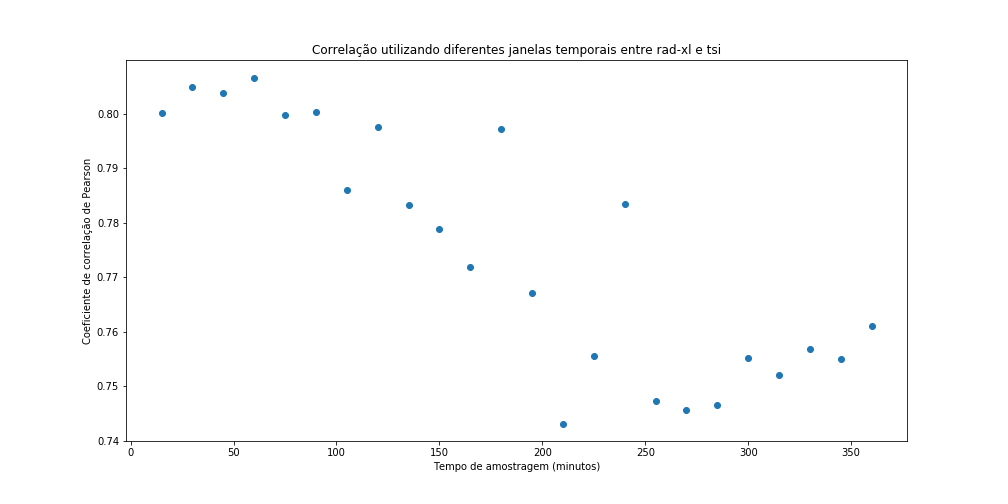 Correlação utilizando diferentes janelas temporais entre rad-xl e tsi
Coeficiente de correlação de Pearson
0.80
0.79
0.78
0.77
0.76
0.75
0.74
0 50 100 150 200 250 300 350
Tempo de amostragem (minutos)